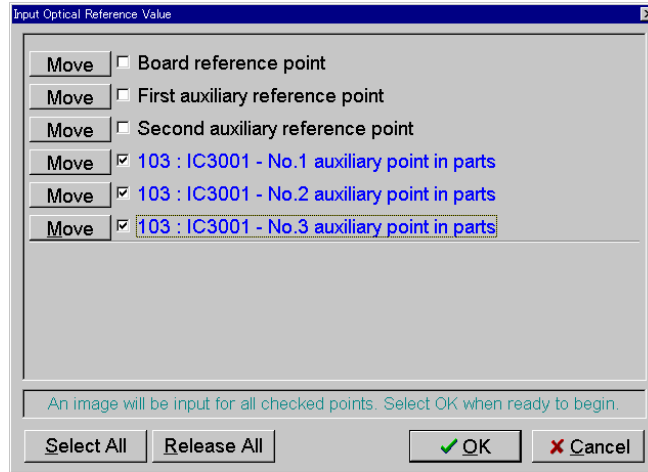 Input Optical Reference Value
Move Board reference point
Move First auxiliary reference point
Move Second auxiliary reference point
Move 103 : IC3001 - No.1 auxiliary point in parts
Move 103 : IC3001 - No.2 auxiliary point in parts
Move 103 : IC3001 - No.3 auxiliary point in parts
An image will be input for all checked points. Select OK when ready to begin.
Select All Release All OK Cancel